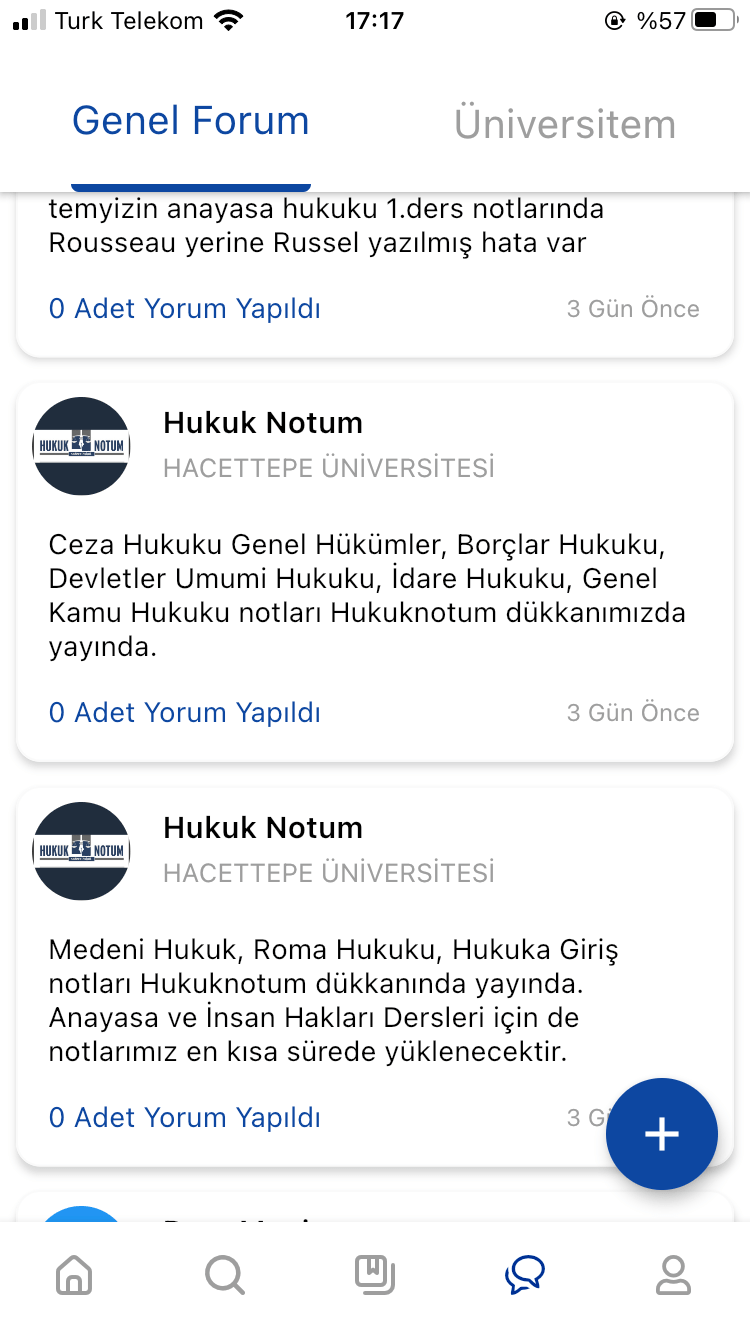 Turk Telekom
17:17
%57
Genel Forum
Üniversitem
temyizin anayasa hukuku 1.ders notlarında
Rousseau yerine Russel yazılmış hata var
0 Adet Yorum Yapıldı
3 Gün Önce
HUKUK NOTUM
Hukuk Notum
HACETTEPE ÜNİVERSİTESİ
Ceza Hukuku Genel Hükümler, Borçlar Hukuku,
Devletler Umumi Hukuku, İdare Hukuku, Genel
Kamu Hukuku notları Hukuknotum dükkanımızda
yayında.
0 Adet Yorum Yapıldı
3 Gün Önce
HUKUK NOTUM
Hukuk Notum
HACETTEPE ÜNİVERSİTESİ
Medeni Hukuk, Roma Hukuku, Hukuka Giriş
notları Hukuknotum dükkanında yayında.
Anayasa ve İnsan Hakları Dersleri için de
notlarımız en kısa sürede yüklenecektir.
0 Adet Yorum Yapıldı
3